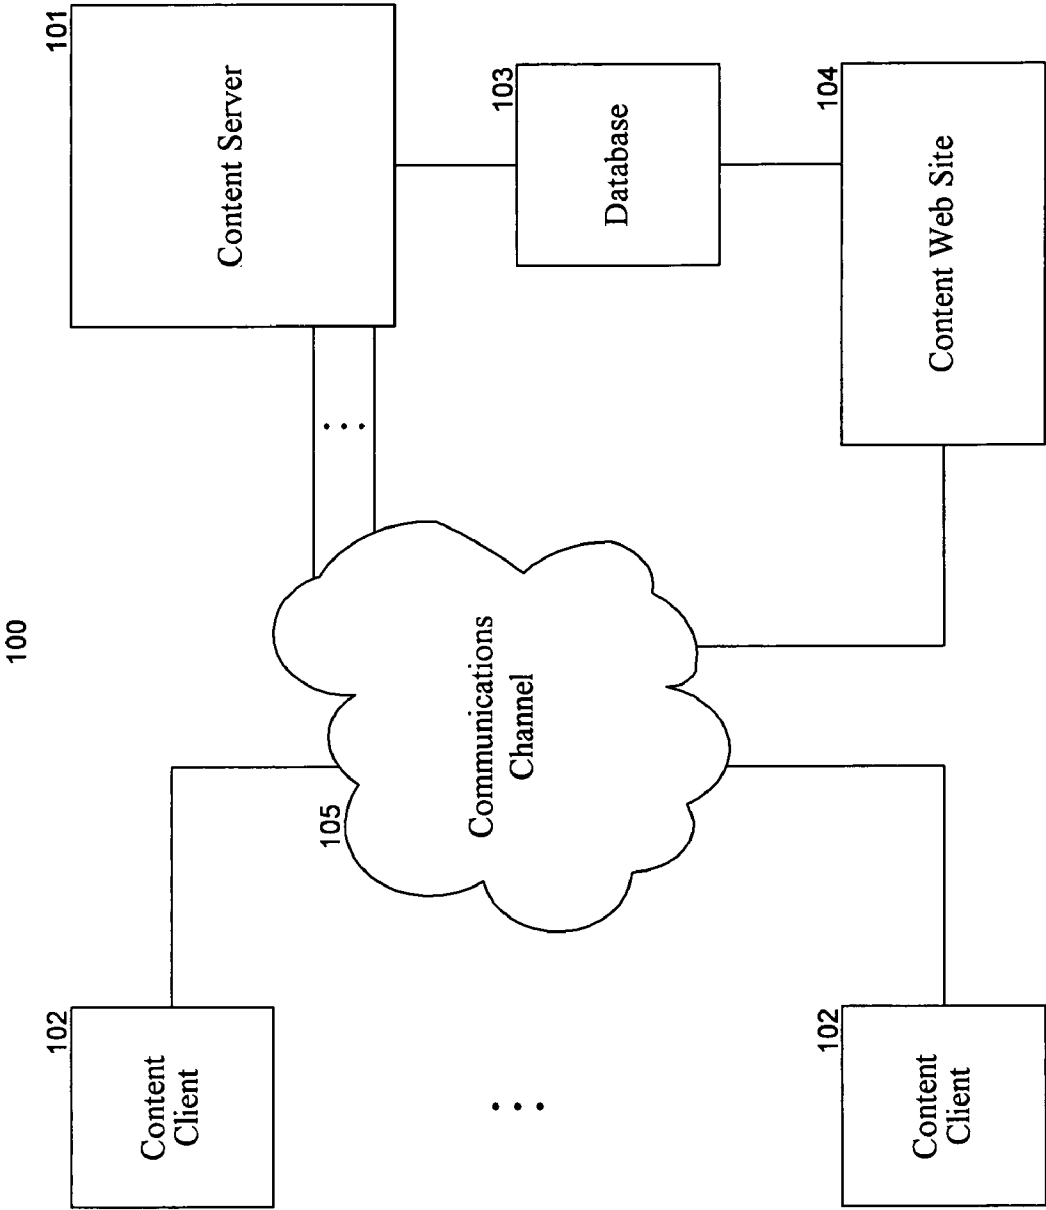 100
102
Content
Client
105
Communications
Channel
101
Content Server
. . .
103
Database
. . .
102
Content
Client
104
Content Web Site